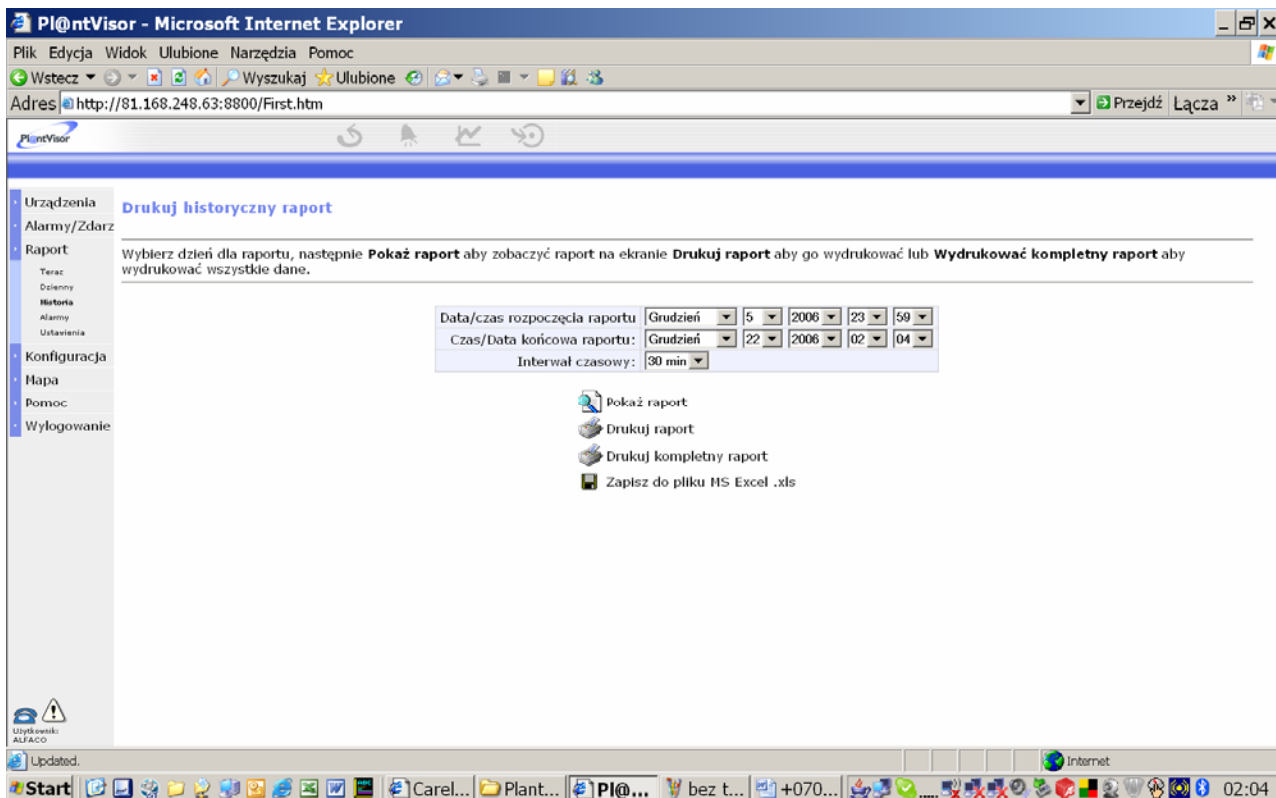 Pl@ntVisor - Microsoft Internet Explorer
Plik Edycja Widok Ulubione Narzędzia Pomoc
Wstecz Wyszukaj Ulubione
Adres http://81.168.248.63:8800/First.htm Przejdź Łącza »
Pl@ntVisor
Urządzenia
Alarmy/Zdarz
Raport
Teraz
Dzienny
Historia
Alarmy
Ustawienia
Konfiguracja
Mapa
Pomoc
Wylogowanie
Drukuj historyczny raport
Wybierz dzień dla raportu, następnie Pokaż raport aby zobaczyć raport na ekranie Drukuj raport aby go wydrukować lub Wydrukować kompletny raport aby
wydrukować wszystkie dane.
Data/czas rozpoczęcia raportu Grudzień 5 2006 23 59
Czas/Data końcowa raportu: Grudzień 22 2006 02 04
Interwał czasowy: 30 min
Pokaż raport
Drukuj raport
Drukuj kompletny raport
Zapisz do pliku MS Excel .xls
Użytkownik:
ALFACO
Updated. Internet
Start Carel... Plant... Pl@... bez t... +070... 02:04